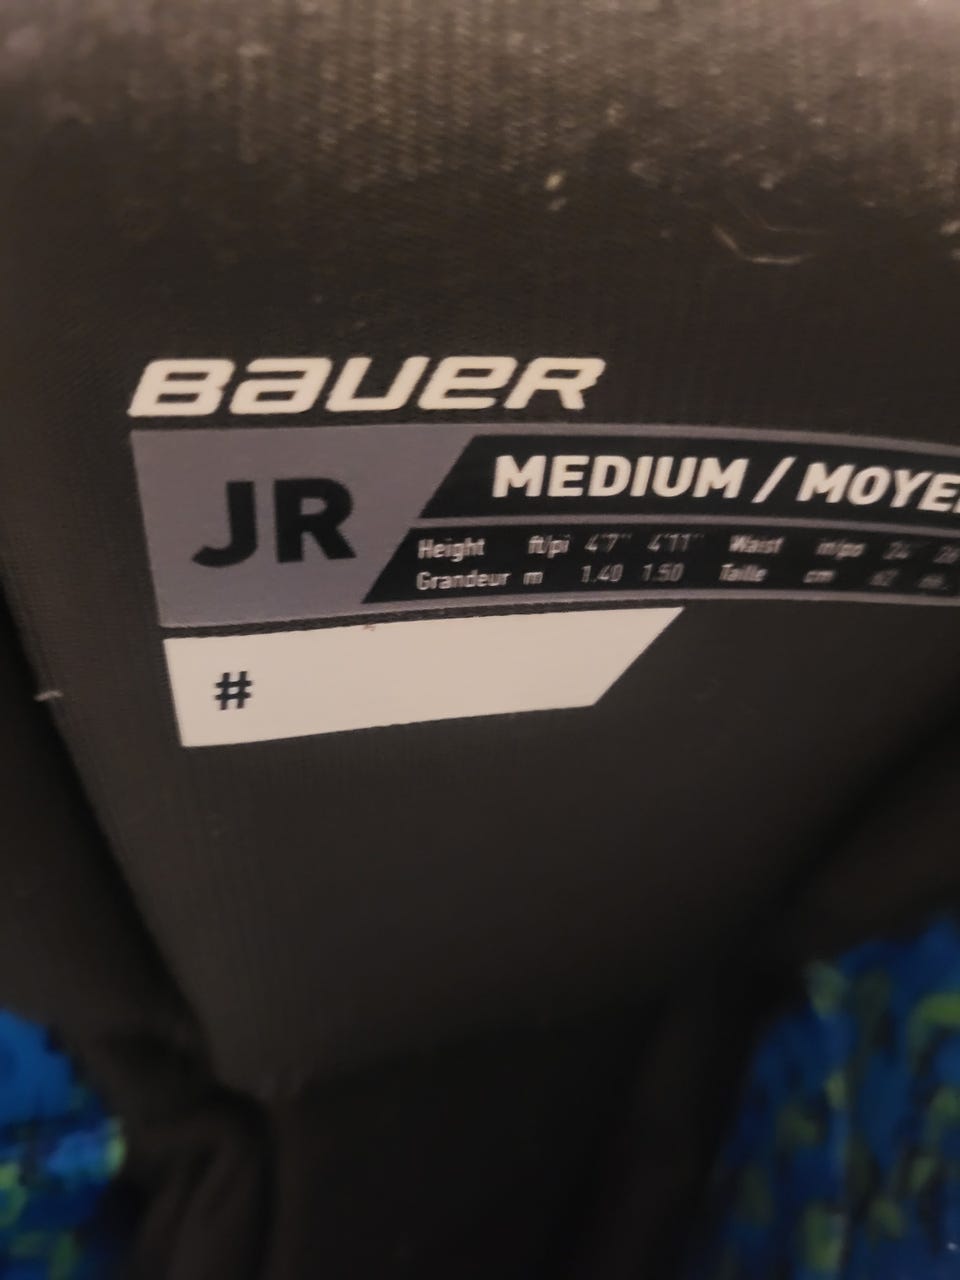 BAUER
JR
MEDIUM / MOYE
Height ft/pi 4'7" 4'11" Waist
Grandeur m 1.40 1.50 Taille cm
#